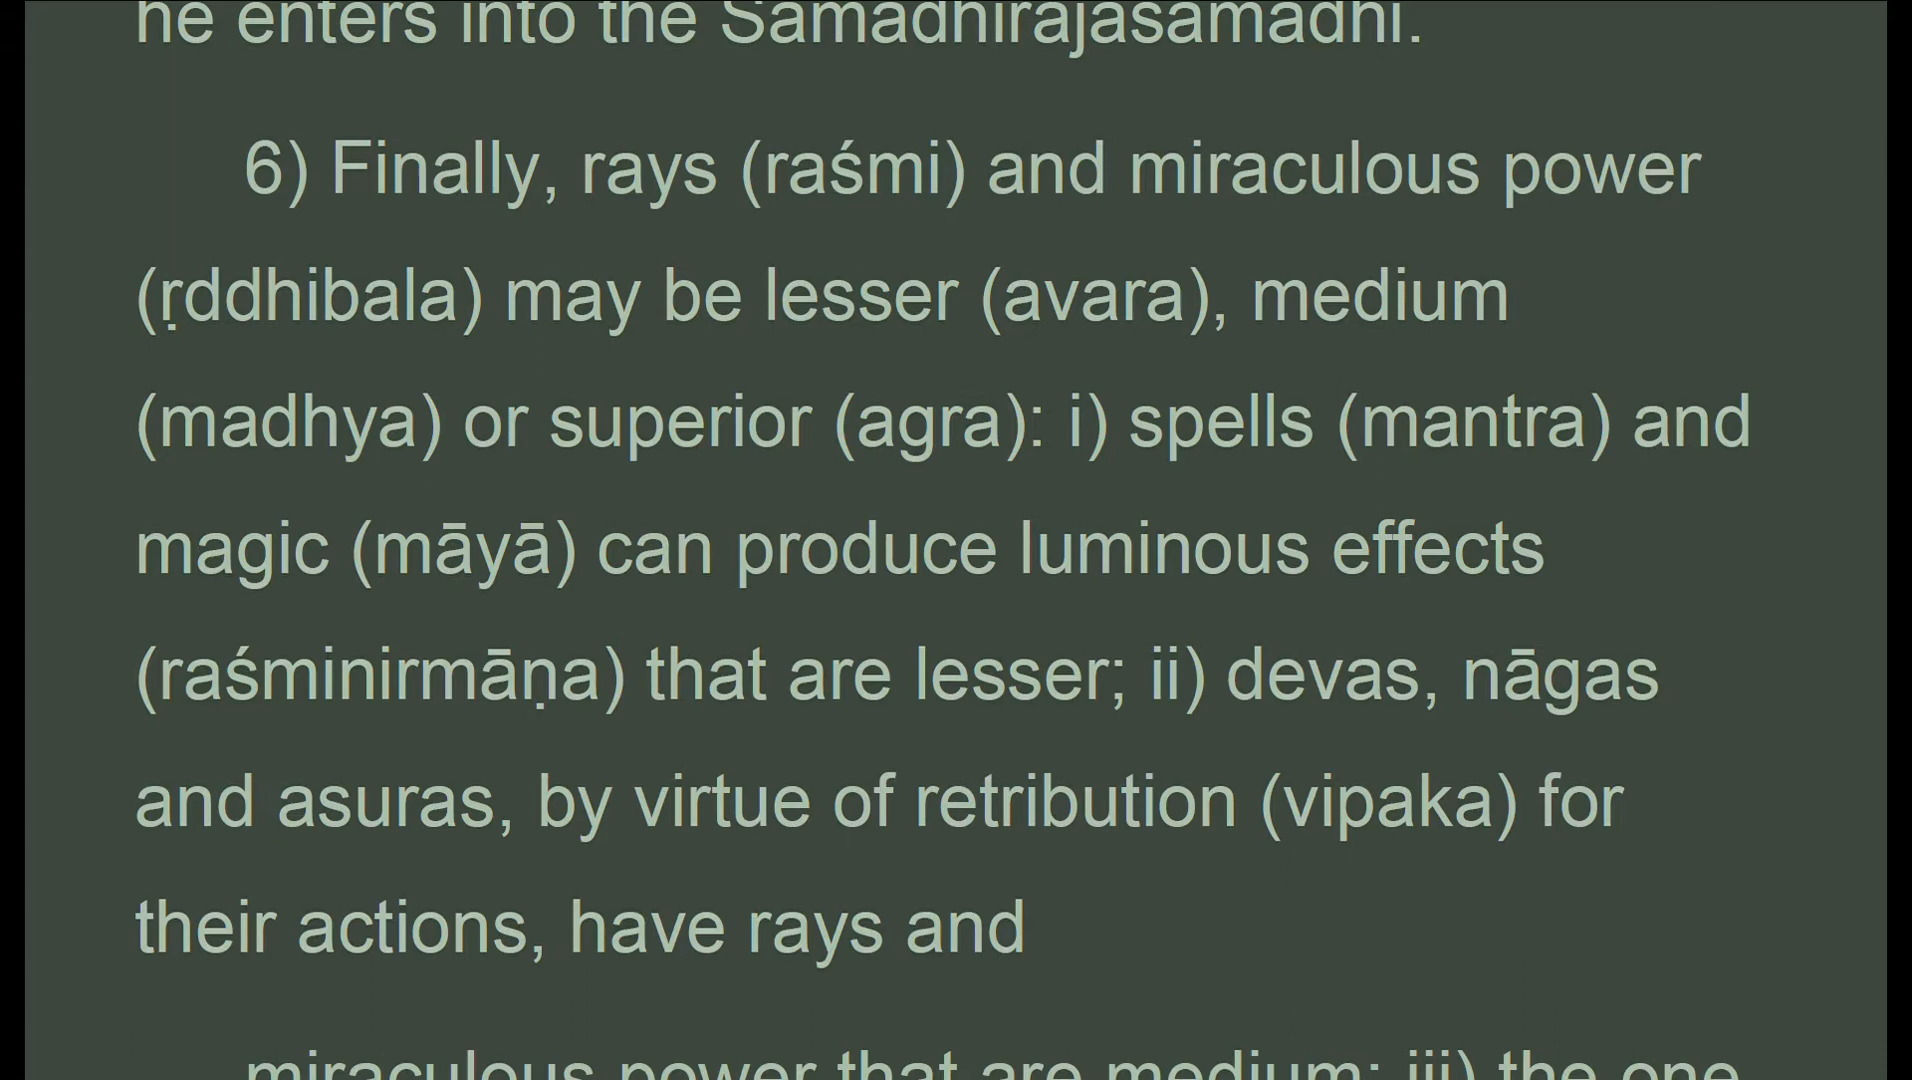 he enters into the Samādhirājasamādhi.
6) Finally, rays (raśmi) and miraculous power
(ṛddhibala) may be lesser (avara), medium
(madhya) or superior (agra): i) spells (mantra) and
magic (māyā) can produce luminous effects
(raśminirmāṇa) that are lesser; ii) devas, nāgas
and asuras, by virtue of retribution (vipaka) for
their actions, have rays and
miraculous power that are medium; iii) the one